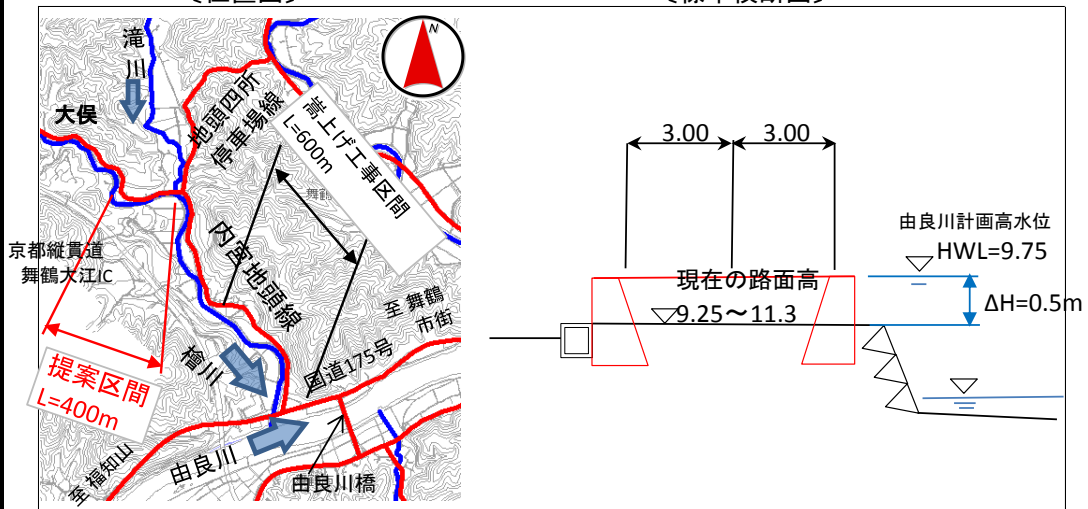 N
滝川
大俣
地頭四所
停車場線
嵩上げ工事区間
L=600m
舞鶴
内宮地頭線
京都縦貫道
舞鶴大江IC
至 舞鶴
市街
国道175号
檜川
提案区間
L=400m
由良川
至 福知山
由良川橋
3.00
3.00
由良川計画高水位
HWL=9.75
現在の路面高
9.25～11.3
ΔH=0.5m